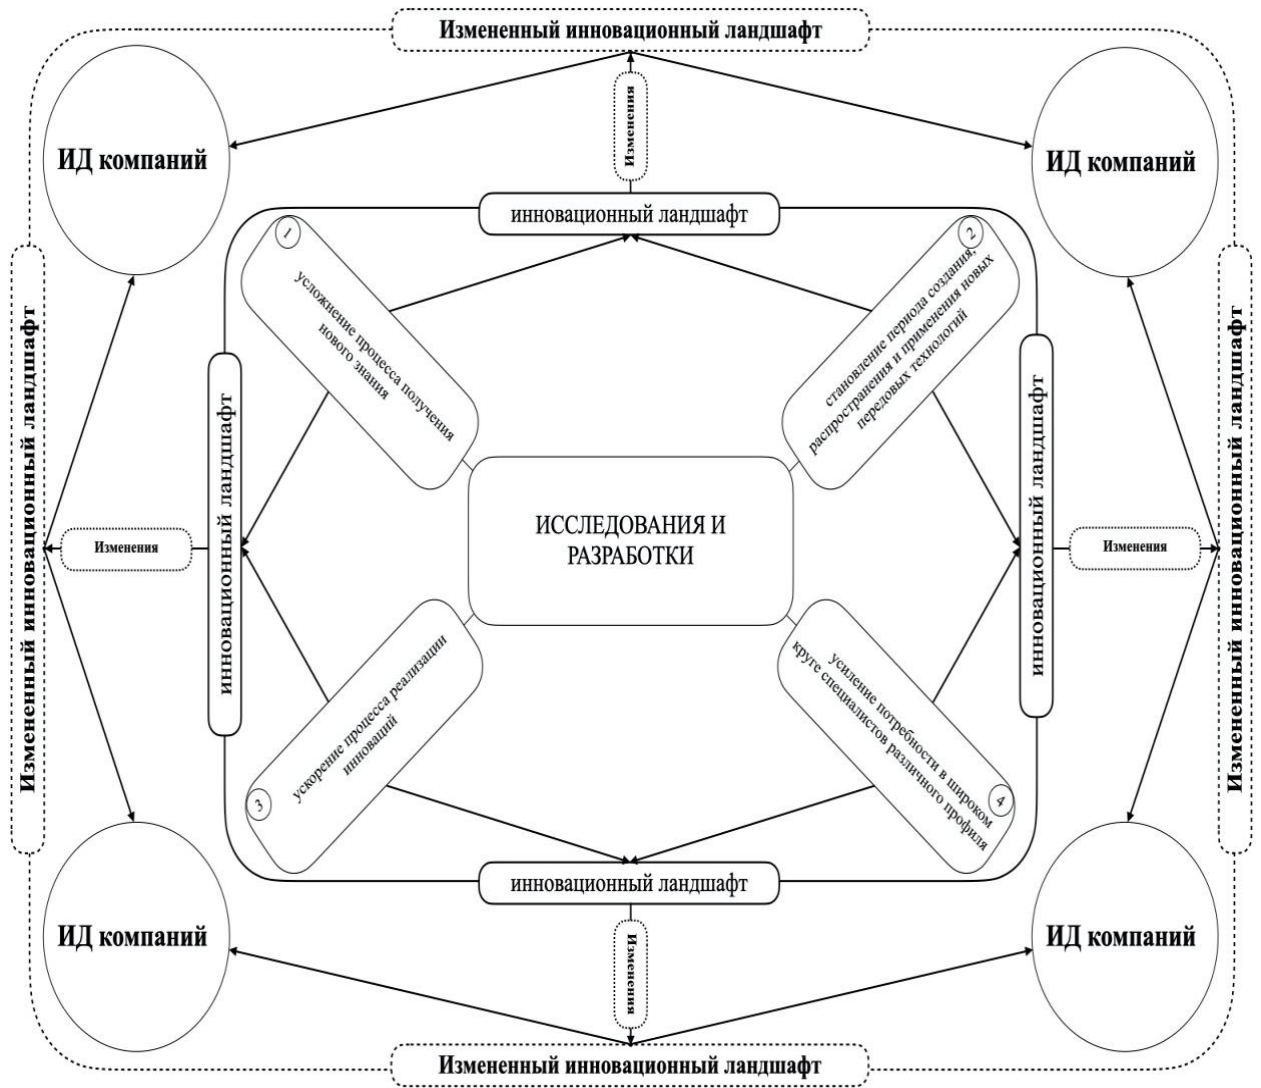 Измененный инновационный ландшафт
ИД компаний
Изменения
ИД компаний
инновационный ландшафт
1
усложнение процесса получения
нового знания
2
становление периода создания,
распространения и применения новых
передовых технологий
Измененный инновационный ландшафт
Изменения
инновационный ландшафт
ИССЛЕДОВАНИЯ И
РАЗРАБОТКИ
инновационный ландшафт
Изменения
Измененный инновационный ландшафт
3
ускорение процесса реализации
инноваций
4
усиление потребности в широком
круге специалистов различного профиля
инновационный ландшафт
ИД компаний
Изменения
ИД компаний
Измененный инновационный ландшафт